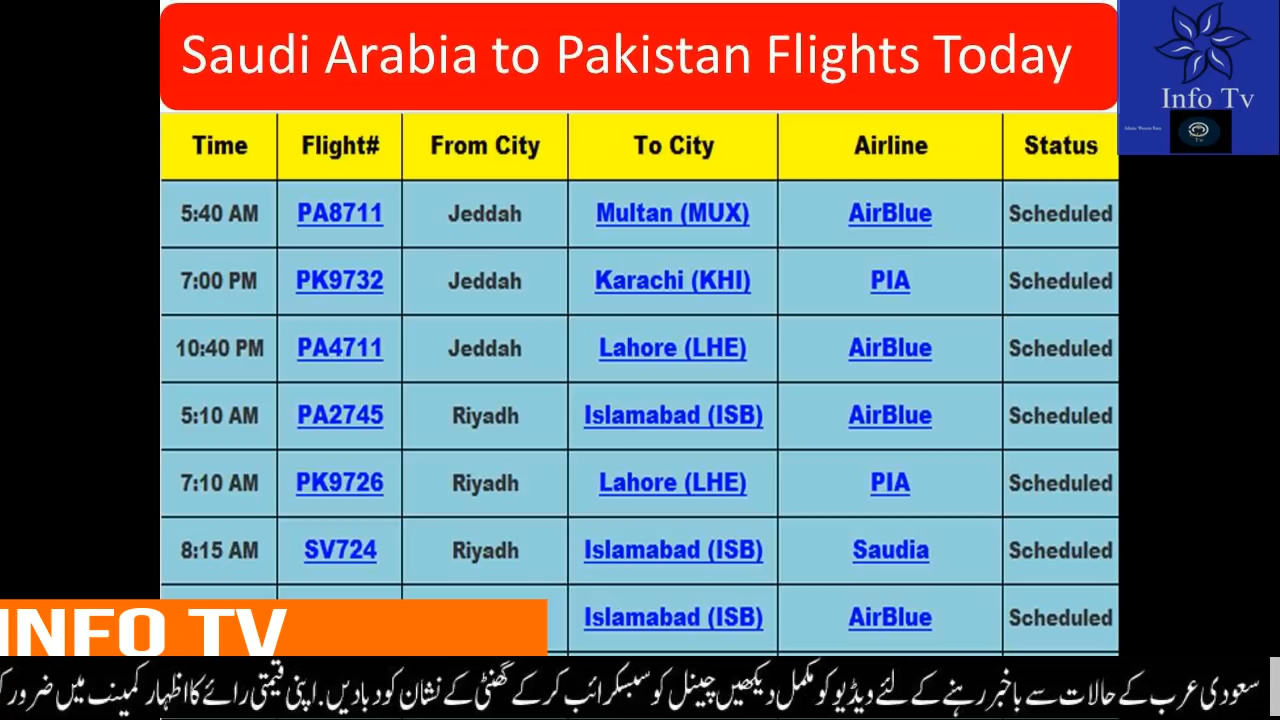 Saudi Arabia to Pakistan Flights Today
Info Tv
Time Flight# From City To City Airline Status
5:40 AM PA8711 Jeddah Multan (MUX) AirBlue Scheduled
7:00 PM PK9732 Jeddah Karachi (KHI) PIA Scheduled
10:40 PM PA4711 Jeddah Lahore (LHE) AirBlue Scheduled
5:10 AM PA2745 Riyadh Islamabad (ISB) AirBlue Scheduled
7:10 AM PK9726 Riyadh Lahore (LHE) PIA Scheduled
8:15 AM SV724 Riyadh Islamabad (ISB) Saudia Scheduled
Islamabad (ISB) AirBlue Scheduled
INFO TV
سعودی عرب کے حالات سے باخبر رہنے کے لئے ویڈیو کو مکمل دیکھیں چینل کو سبسکرائب کر کے گھنٹی کے نشان کو دبا دیں. اپنی قیمتی رائے کا اظہار کمینٹ میں ضرور